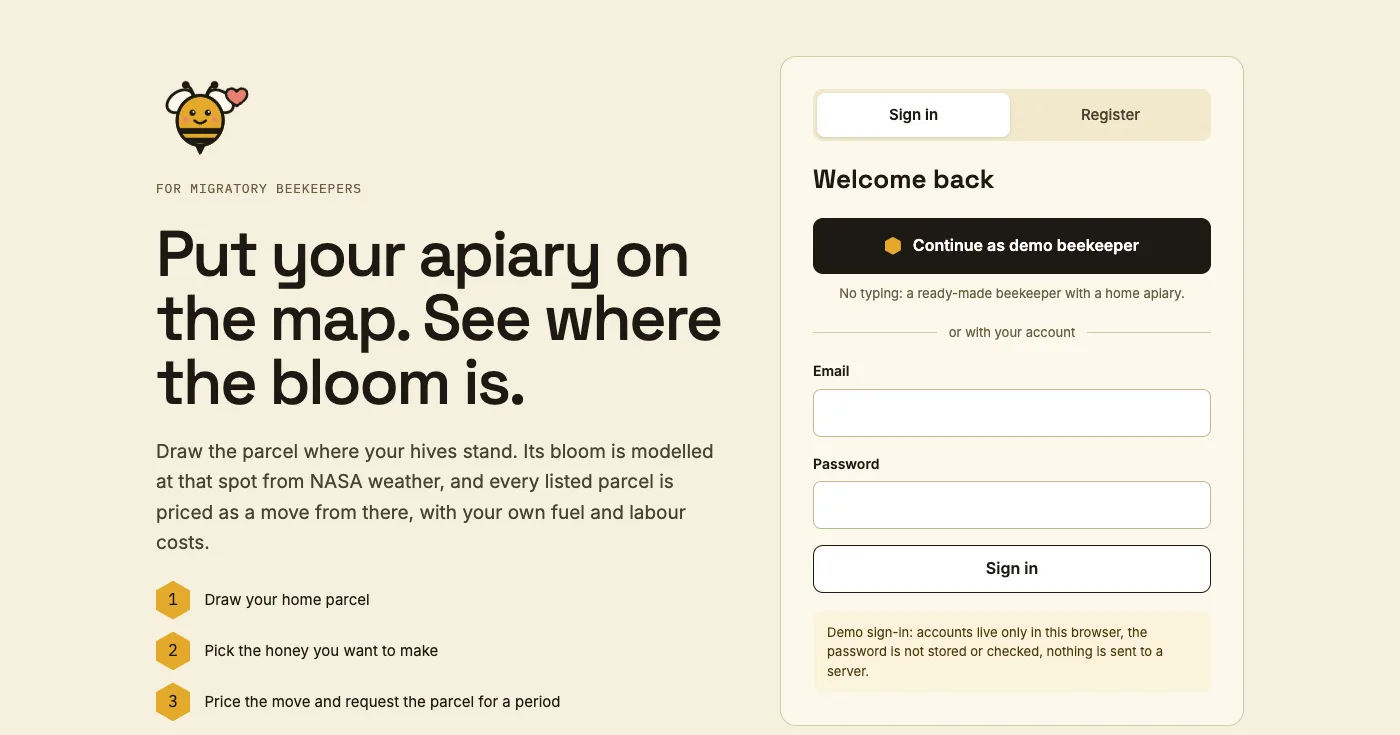 FOR MIGRATORY BEEKEEPERS
Put your apiary on
the map. See where
the bloom is.
Draw the parcel where your hives stand. Its bloom is modelled
at that spot from NASA weather, and every listed parcel is
priced as a move from there, with your own fuel and labour
costs.
1 Draw your home parcel
2 Pick the honey you want to make
3 Price the move and request the parcel for a period
Sign in Register
Welcome back
Continue as demo beekeeper
No typing: a ready-made beekeeper with a home apiary.
or with your account
Email
Password
Sign in
Demo sign-in: accounts live only in this browser, the
password is not stored or checked, nothing is sent to a
server.